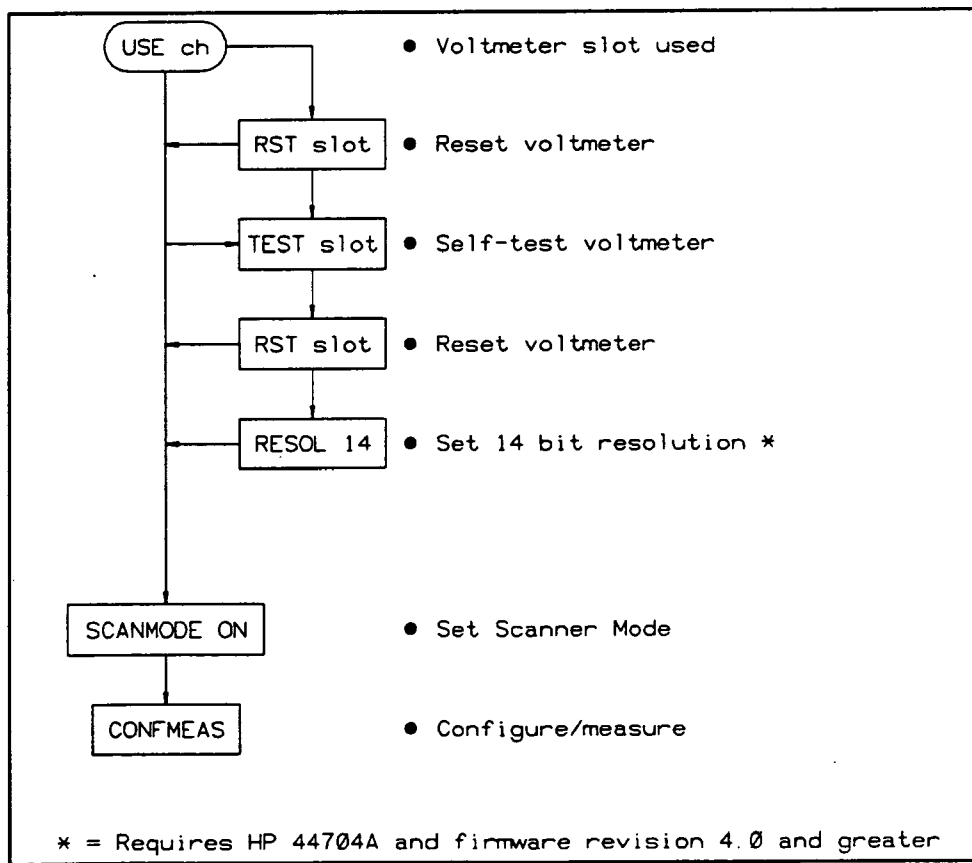 USE ch ● Voltmeter slot used
RST slot ● Reset voltmeter
TEST slot ● Self-test voltmeter
RST slot ● Reset voltmeter
RESOL 14 ● Set 14 bit resolution *
SCANMODE ON ● Set Scanner Mode
CONFMEAS ● Configure/measure
* = Requires HP 44704A and firmware revision 4.0 and greater